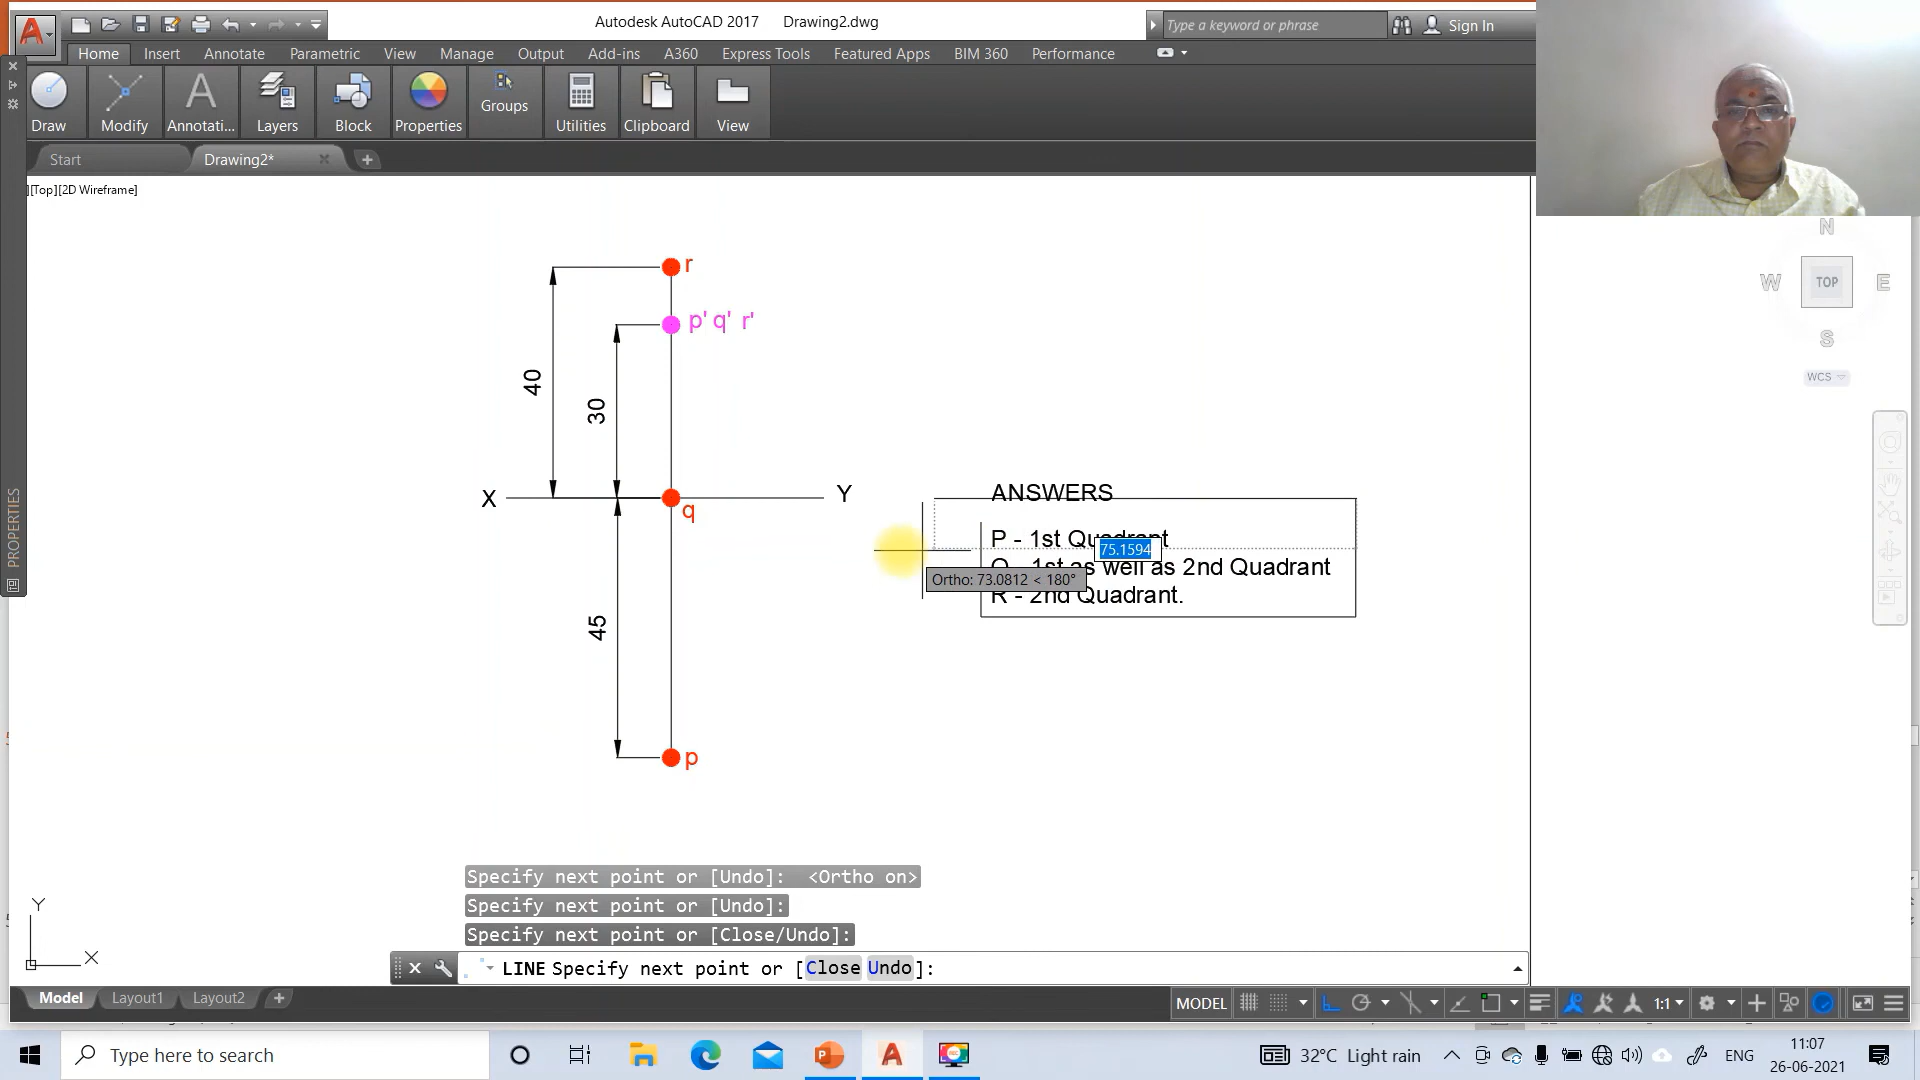 Autodesk AutoCAD 2017 Drawing2.dwg
Type a keyword or phrase
Sign In
Home Insert Annotate Parametric View Manage Output Add-ins A360 Express Tools Featured Apps BIM 360 Performance
Draw Modify Annotati... Layers Block Properties Groups Utilities Clipboard View
Start Drawing2*
][Top][2D Wireframe]
N
W TOP E
S
WCS
PROPERTIES
r
p' q' r'
40
30
X Y
q
45
p
ANSWERS
P - 1st Quadrant
Q - 1st as well as 2nd Quadrant
R - 2nd Quadrant.
75.1594
Ortho: 73.0812 < 180°
Specify next point or [Undo]: <Ortho on>
Specify next point or [Undo]:
Specify next point or [Close/Undo]:
LINE Specify next point or [Close Undo]:
Y
X
Model Layout1 Layout2
MODEL 1:1
Type here to search
32°C Light rain
ENG
11:07
26-06-2021